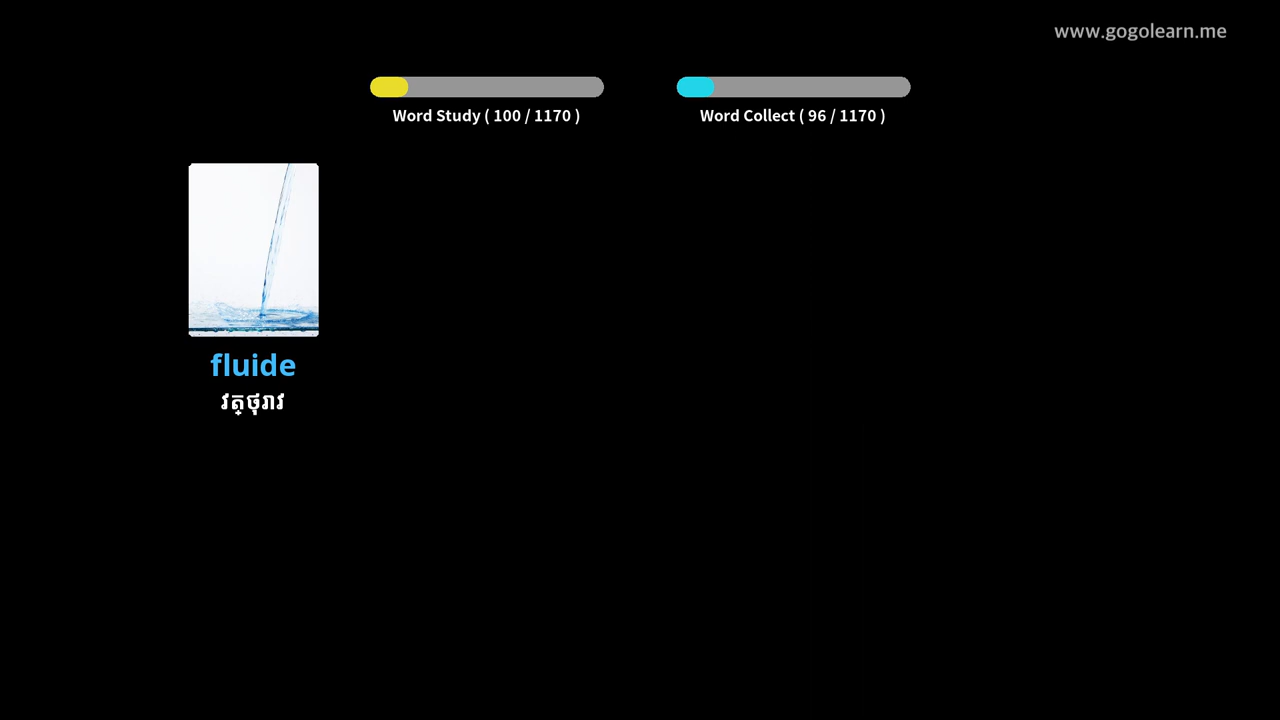 www.gogolearn.me
Word Study ( 100 / 1170 )
Word Collect ( 96 / 1170 )
fluide
វត្ថុរាវ